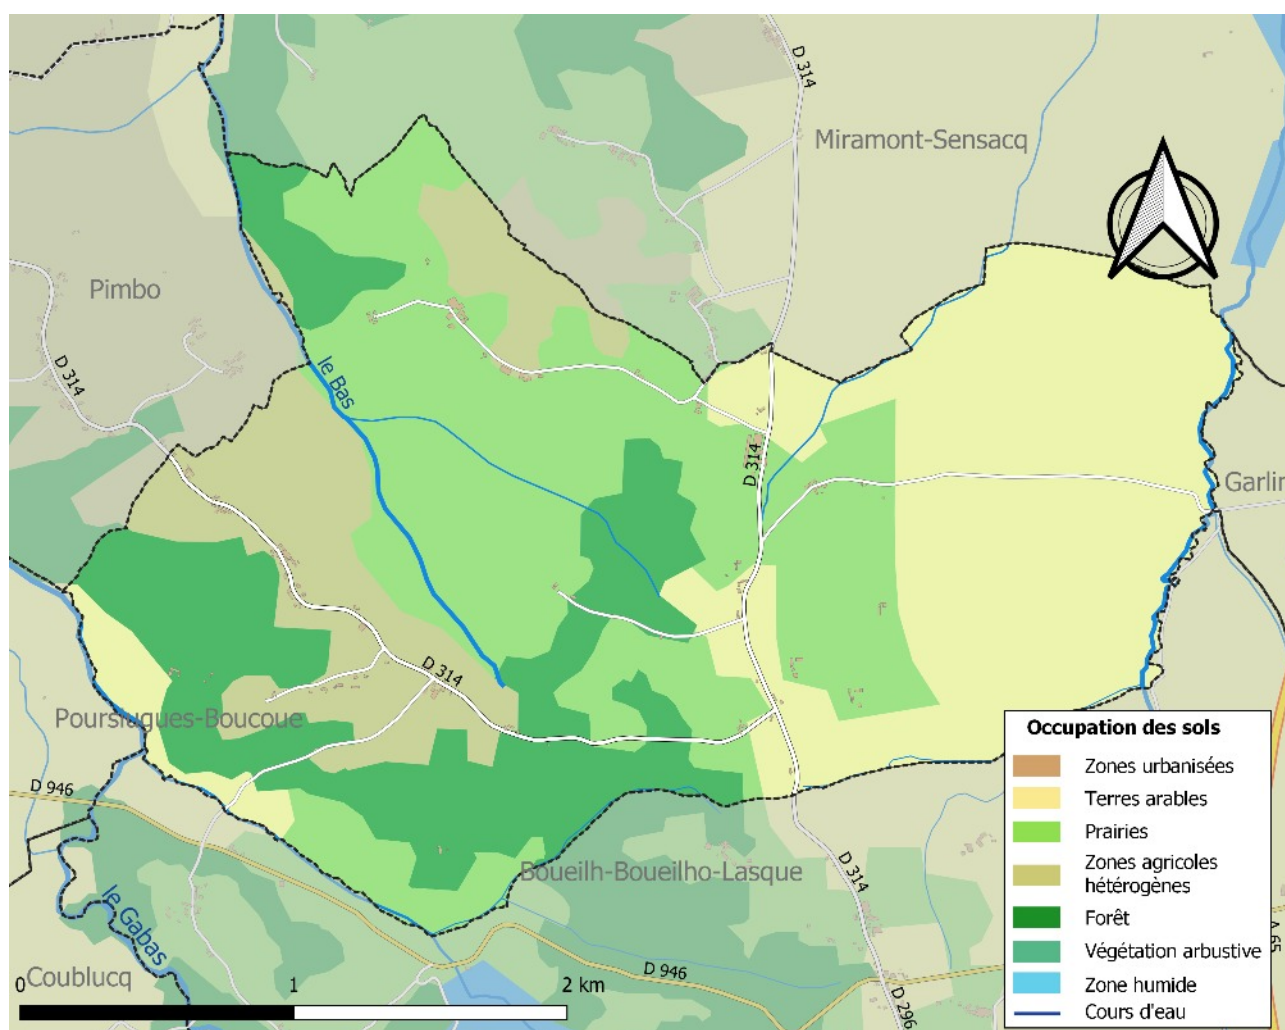 D 314
Miramont-Sensacq
Pimbo
D 314
le Bas
D 314
Garlin
D 314
Poursiugues-Boucoue
Occupation des sols
Zones urbanisées
Terres arables
Prairies
Zones agricoles
hétérogènes
Forêt
Végétation arbustive
Zone humide
Cours d'eau
D 946
Boueilh-Boueilho-Lasque
D 314
le Gabas
A 65
D 946
Coublucq
0 1 2 km
D 296